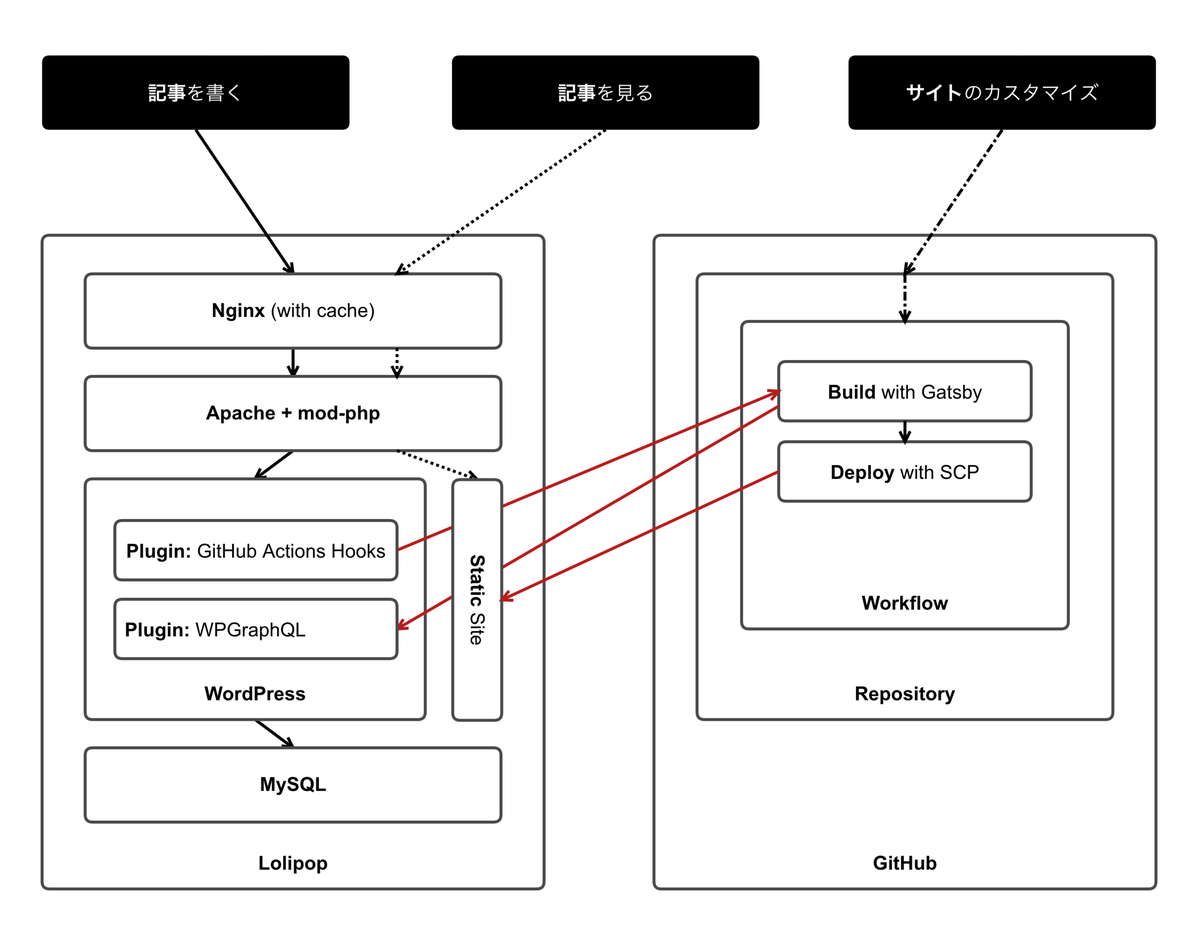 記事を書く
記事を見る
サイトのカスタマイズ
Nginx (with cache)
Apache + mod-php
Plugin: GitHub Actions Hooks
Plugin: WPGraphQL
WordPress
Static Site
MySQL
Lolipop
Build with Gatsby
Deploy with SCP
Workflow
Repository
GitHub